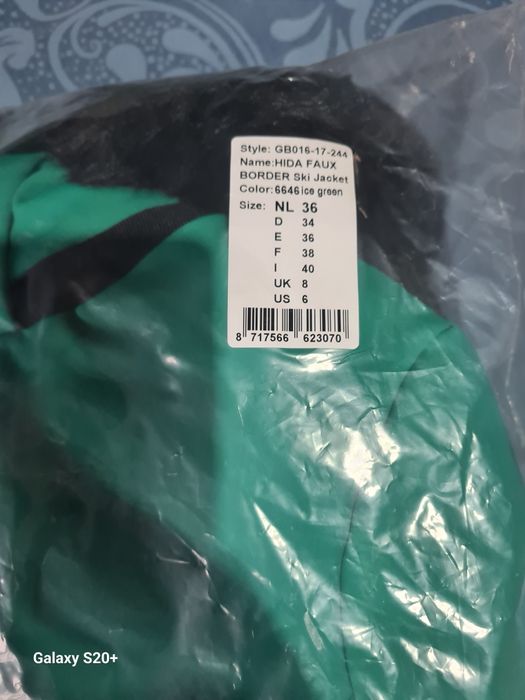 Style: GB016-17-244
Name:HIDA FAUX
BORDER Ski Jacket
Color:6646 ice green
Size: NL 36
D 34
E 36
F 38
I 40
UK 8
US 6
8 717566 623070
Galaxy S20+